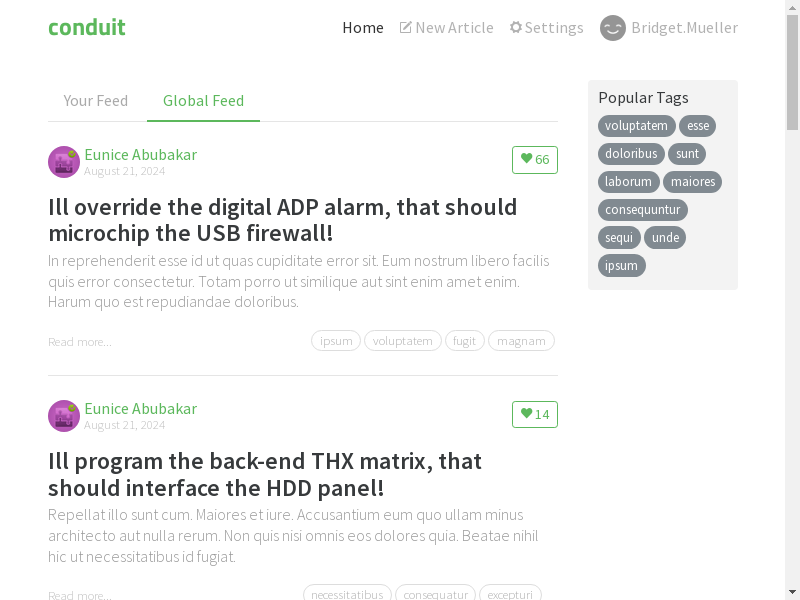 conduit
Home
New Article
Settings
Bridget.Mueller
Your Feed
Global Feed
Popular Tags
voluptatem
esse
doloribus
sunt
laborum
maiores
consequuntur
sequi
unde
ipsum
Eunice Abubakar
August 21, 2024
66
Ill override the digital ADP alarm, that should
microchip the USB firewall!
In reprehenderit esse id ut quas cupiditate error sit. Eum nostrum libero facilis
quis error consectetur. Totam porro ut similique aut sint enim amet enim.
Harum quo est repudiandae doloribus.
Read more...
ipsum
voluptatem
fugit
magnam
Eunice Abubakar
August 21, 2024
14
Ill program the back-end THX matrix, that
should interface the HDD panel!
Repellat illo sunt cum. Maiores et iure. Accusantium eum quo ullam minus
architecto aut nulla rerum. Non quis nisi omnis eos dolores quia. Beatae nihil
hic ut necessitatibus id fugiat.
Read more...
necessitatibus
consequatur
excepturi